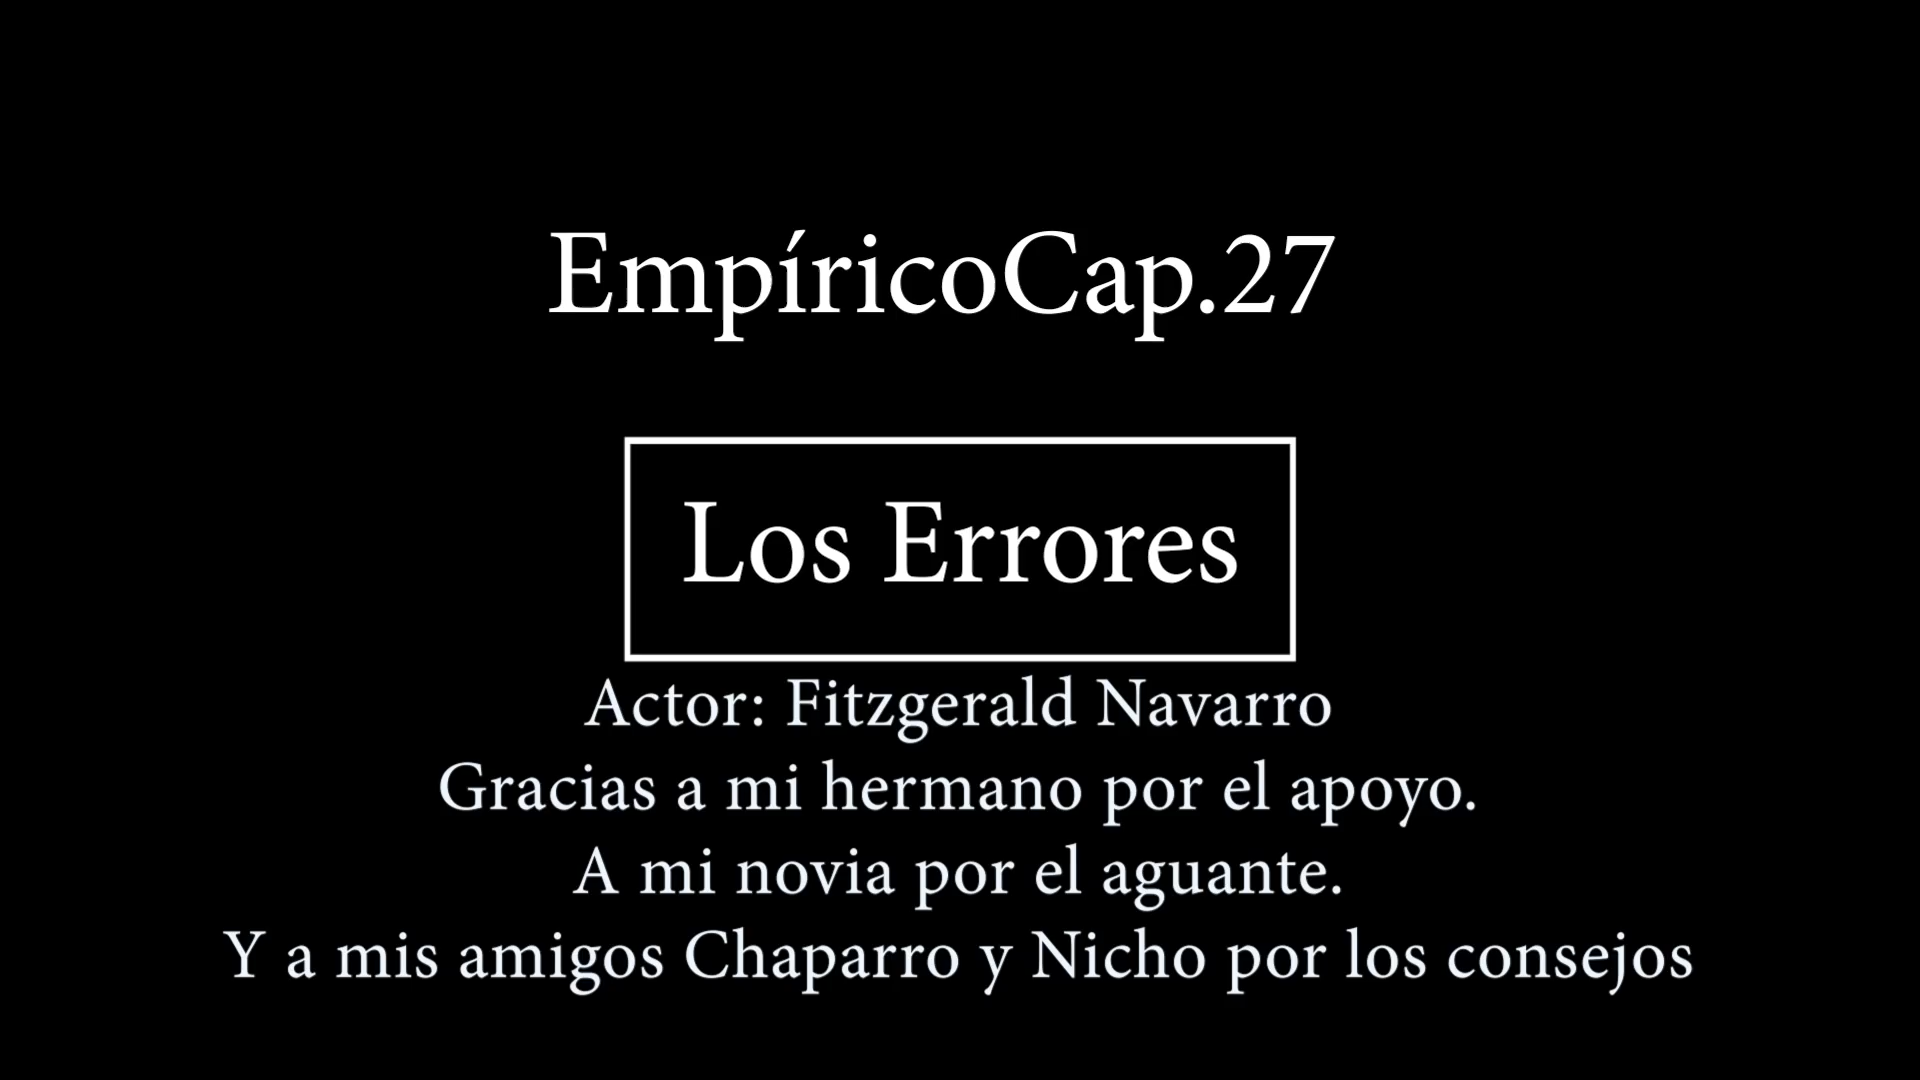 EmpíricoCap.27
Los Errores
Actor: Fitzgerald Navarro
Gracias a mi hermano por el apoyo.
A mi novia por el aguante.
Y a mis amigos Chaparro y Nicho por los consejos